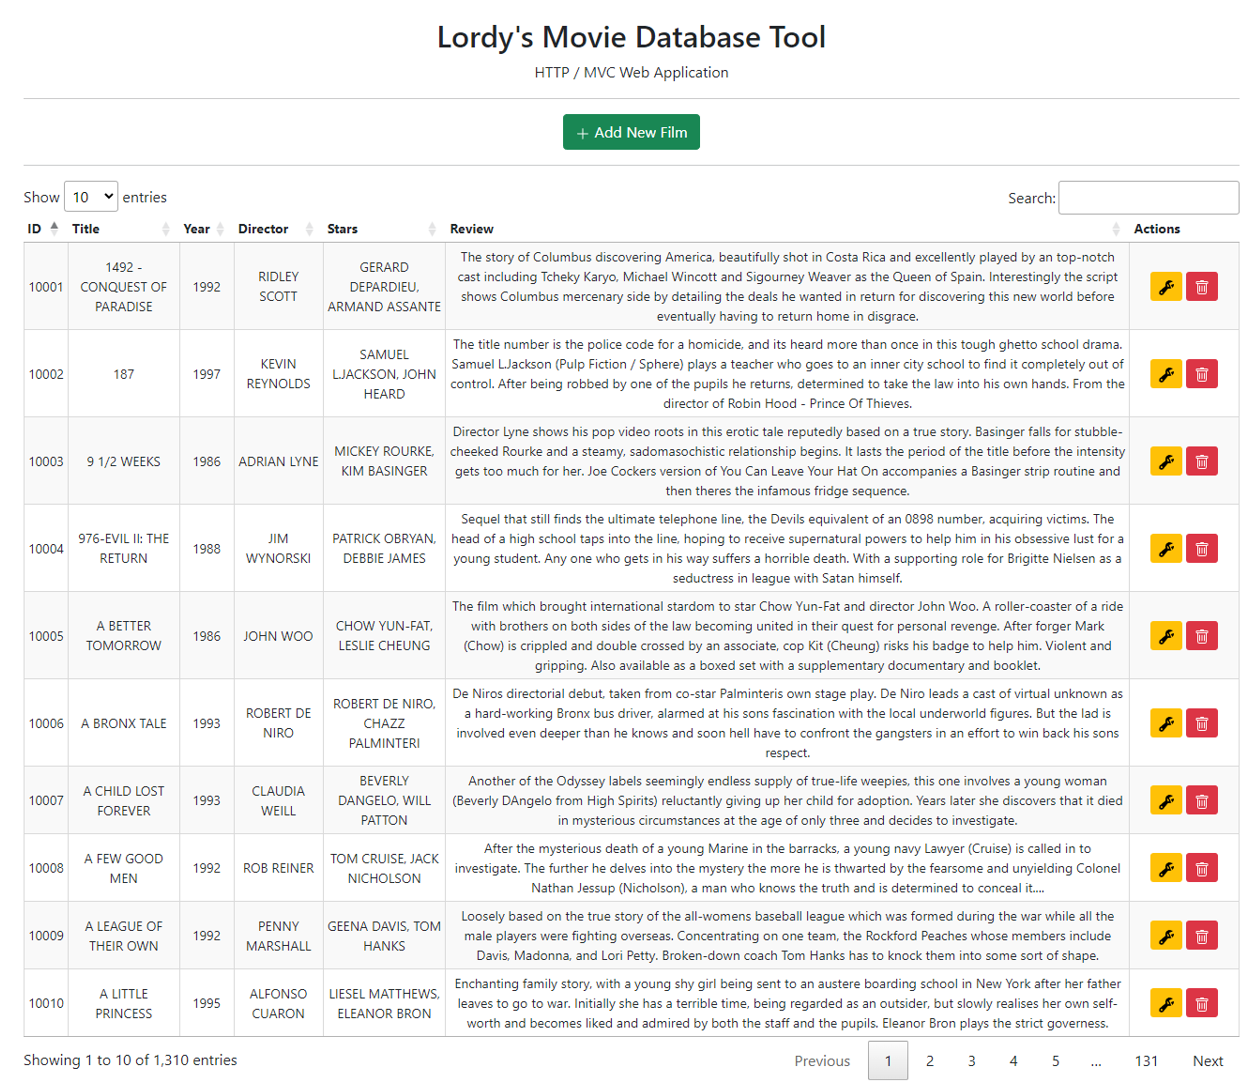 Lordy's Movie Database Tool
HTTP / MVC Web Application
+ Add New Film
Show 10 entries
Search:
ID Title Year Director Stars Review Actions
10001
1492 -
CONQUEST OF
PARADISE
1992
RIDLEY
SCOTT
GERARD
DEPARDIEU,
ARMAND ASSANTE
The story of Columbus discovering America, beautifully shot in Costa Rica and excellently played by an top-notch
cast including Tcheky Karyo, Michael Wincott and Sigourney Weaver as the Queen of Spain. Interestingly the script
shows Columbus mercenary side by detailing the deals he wanted in return for discovering this new world before
eventually having to return home in disgrace.
10002
187
1997
KEVIN
REYNOLDS
SAMUEL
L.JACKSON, JOHN
HEARD
The title number is the police code for a homicide, and its heard more than once in this tough ghetto school drama.
Samuel L.Jackson (Pulp Fiction / Sphere) plays a teacher who goes to an inner city school to find it completely out of
control. After being robbed by one of the pupils he returns, determined to take the law into his own hands. From the
director of Robin Hood - Prince Of Thieves.
10003
9 1/2 WEEKS
1986
ADRIAN LYNE
MICKEY ROURKE,
KIM BASINGER
Director Lyne shows his pop video roots in this erotic tale reputedly based on a true story. Basinger falls for stubble-
cheeked Rourke and a steamy, sadomasochistic relationship begins. It lasts the period of the title before the intensity
gets too much for her. Joe Cockers version of You Can Leave Your Hat On accompanies a Basinger strip routine and
then theres the infamous fridge sequence.
10004
976-EVIL II: THE
RETURN
1988
JIM
WYNORSKI
PATRICK OBRYAN,
DEBBIE JAMES
Sequel that still finds the ultimate telephone line, the Devils equivalent of an 0898 number, acquiring victims. The
head of a high school taps into the line, hoping to receive supernatural powers to help him in his obsessive lust for a
young student. Any one who gets in his way suffers a horrible death. With a supporting role for Brigitte Nielsen as a
seductress in league with Satan himself.
10005
A BETTER
TOMORROW
1986
JOHN WOO
CHOW YUN-FAT,
LESLIE CHEUNG
The film which brought international stardom to star Chow Yun-Fat and director John Woo. A roller-coaster of a ride
with brothers on both sides of the law becoming united in their quest for personal revenge. After forger Mark
(Chow) is crippled and double crossed by an associate, cop Kit (Cheung) risks his badge to help him. Violent and
gripping. Also available as a boxed set with a supplementary documentary and booklet.
10006
A BRONX TALE
1993
ROBERT DE
NIRO
ROBERT DE NIRO,
CHAZZ
PALMINTERI
De Niros directorial debut, taken from co-star Palminteris own stage play. De Niro leads a cast of virtual unknown as
a hard-working Bronx bus driver, alarmed at his sons fascination with the local underworld figures. But the lad is
involved even deeper than he knows and soon hell have to confront the gangsters in an effort to win back his sons
respect.
10007
A CHILD LOST
FOREVER
1993
CLAUDIA
WEILL
BEVERLY
DANGELO, WILL
PATTON
Another of the Odyssey labels seemingly endless supply of true-life weepies, this one involves a young woman
(Beverly DAngelo from High Spirits) reluctantly giving up her child for adoption. Years later she discovers that it died
in mysterious circumstances at the age of only three and decides to investigate.
10008
A FEW GOOD
MEN
1992
ROB REINER
TOM CRUISE, JACK
NICHOLSON
After the mysterious death of a young Marine in the barracks, a young navy Lawyer (Cruise) is called in to
investigate. The further he delves into the mystery the more he is thwarted by the fearsome and unyielding Colonel
Nathan Jessup (Nicholson), a man who knows the truth and is determined to conceal it....
10009
A LEAGUE OF
THEIR OWN
1992
PENNY
MARSHALL
GEENA DAVIS, TOM
HANKS
Loosely based on the true story of the all-womens baseball league which was formed during the war while all the
male players were fighting overseas. Concentrating on one team, the Rockford Peaches whose members include
Davis, Madonna, and Lori Petty. Broken-down coach Tom Hanks has to knock them into some sort of shape.
10010
A LITTLE
PRINCESS
1995
ALFONSO
CUARON
LIESEL MATTHEWS,
ELEANOR BRON
Enchanting family story, with a young shy girl being sent to an austere boarding school in New York after her father
leaves to go to war. Initially she has a terrible time, being regarded as an outsider, but slowly realises her own self-
worth and becomes liked and admired by both the staff and the pupils. Eleanor Bron plays the strict governess.
Showing 1 to 10 of 1,310 entries
Previous 1 2 3 4 5 ... 131 Next